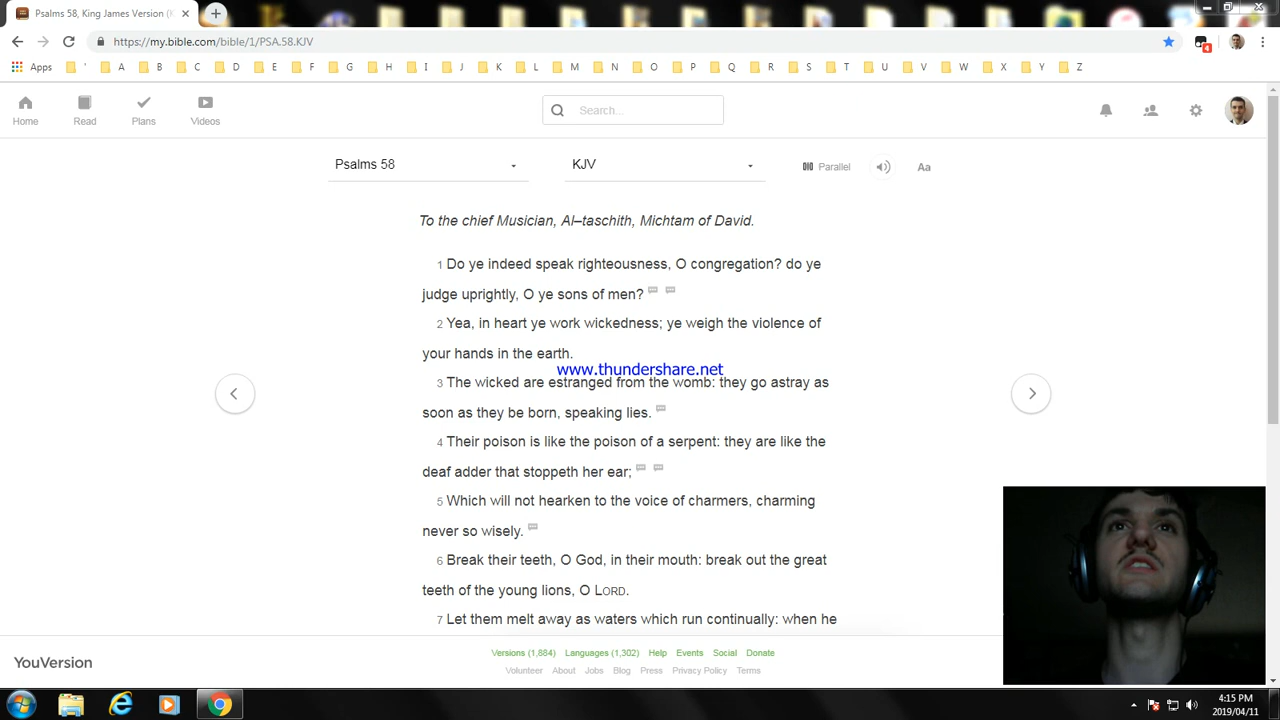 Psalms 58, King James Version (K
https://my.bible.com/bible/1/PSA.58.KJV
4
Apps ' A B C D E F G H I J K L M N O P Q R S T U V W X Y Z
Home Read Plans Videos
Search...
Psalms 58 KJV Parallel Aa
To the chief Musician, Al–taschith, Michtam of David.
1 Do ye indeed speak righteousness, O congregation? do ye
judge uprightly, O ye sons of men?
2 Yea, in heart ye work wickedness; ye weigh the violence of
your hands in the earth.
www.thundershare.net
3 The wicked are estranged from the womb: they go astray as
soon as they be born, speaking lies.
4 Their poison is like the poison of a serpent: they are like the
deaf adder that stoppeth her ear;
5 Which will not hearken to the voice of charmers, charming
never so wisely.
6 Break their teeth, O God, in their mouth: break out the great
teeth of the young lions, O LORD.
7 Let them melt away as waters which run continually: when he
YouVersion
Versions (1,884) Languages (1,302) Help Events Social Donate
Volunteer About Jobs Blog Press Privacy Policy Terms
4:15 PM
2019/04/11